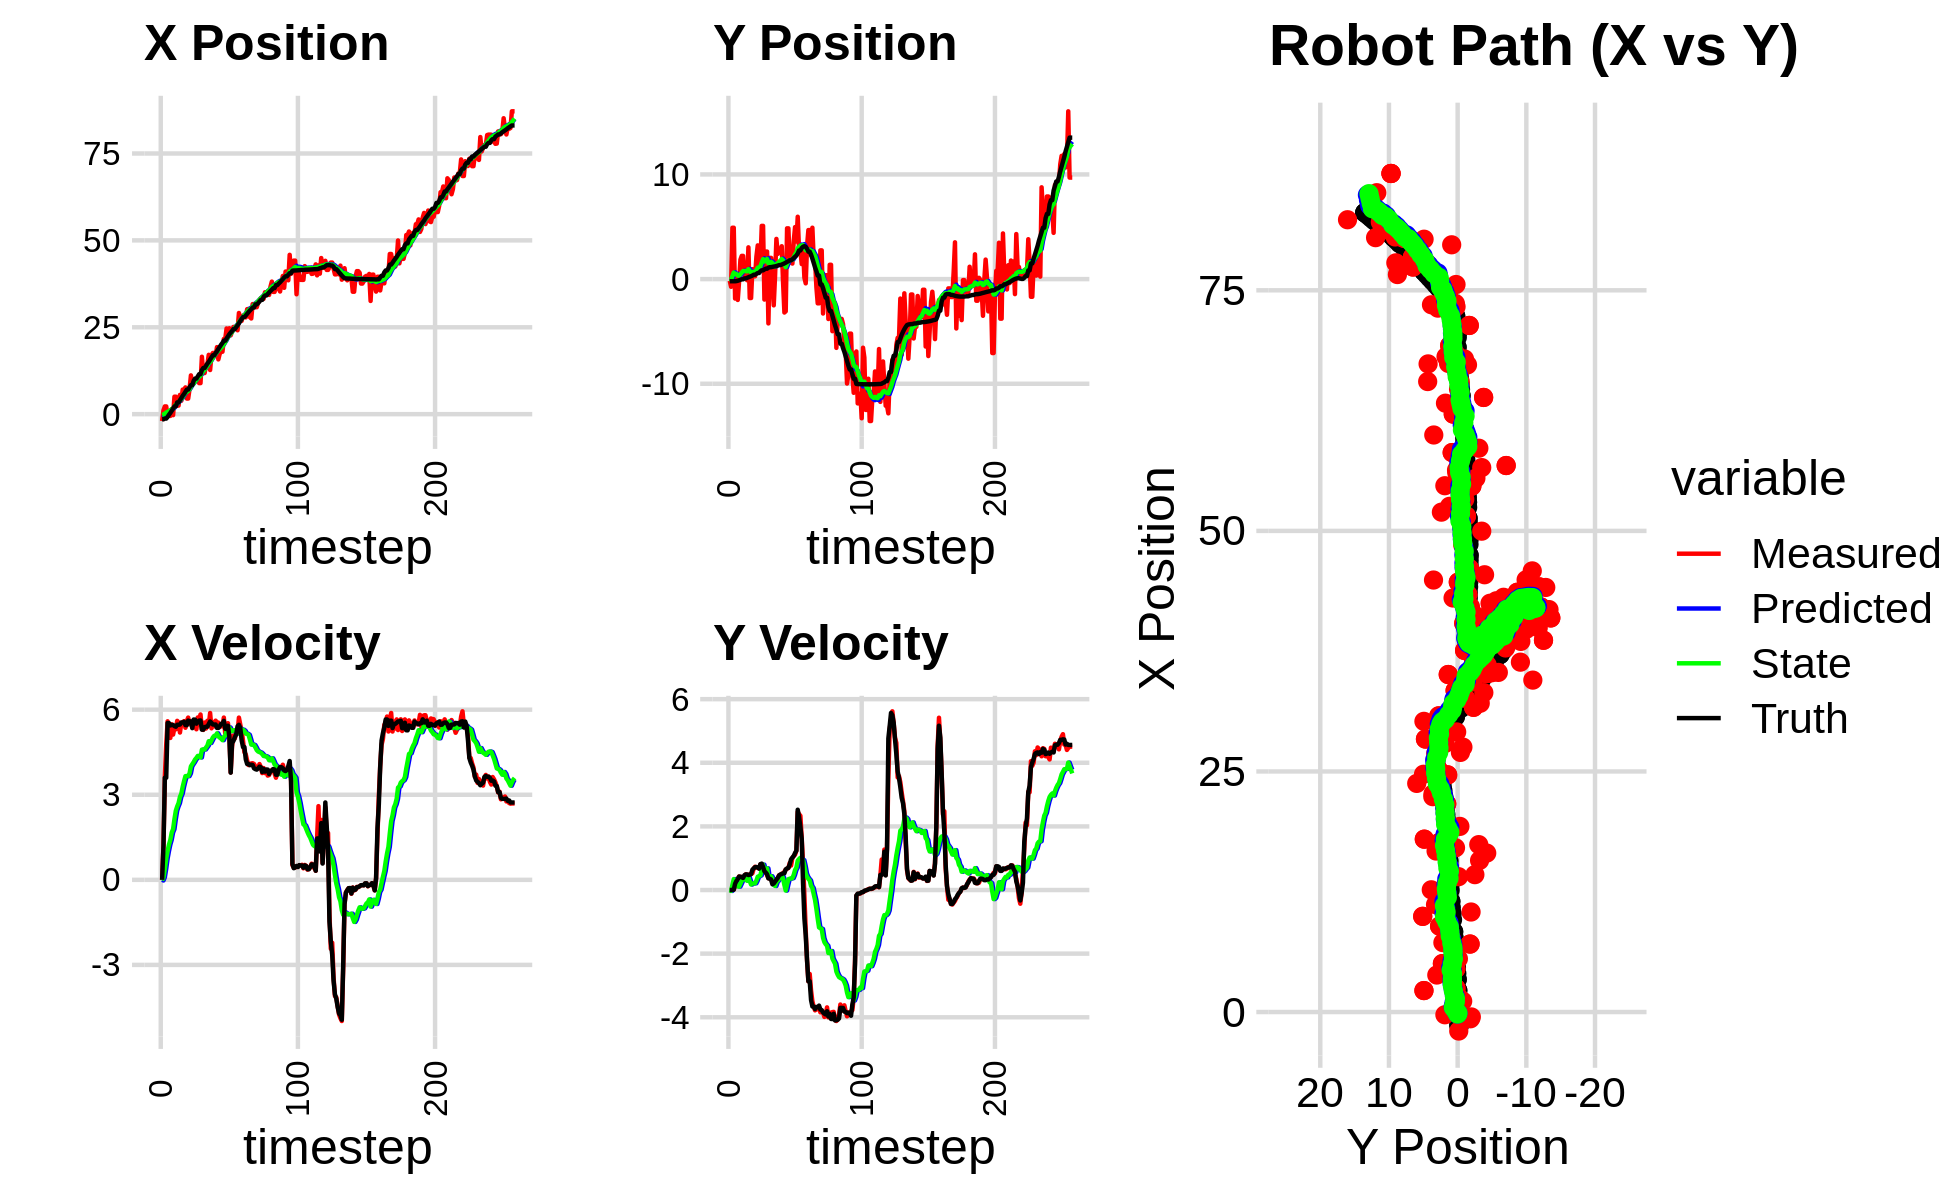 X Position
75
50
25
0
0
100
200
timestep
Y Position
10
0
-10
0
100
200
timestep
X Velocity
6
3
0
-3
0
100
200
timestep
Y Velocity
6
4
2
0
-2
-4
0
100
200
timestep
Robot Path (X vs Y)
X Position
75
50
25
0
20 10 0 -10 -20
Y Position
variable
Measured
Predicted
State
Truth